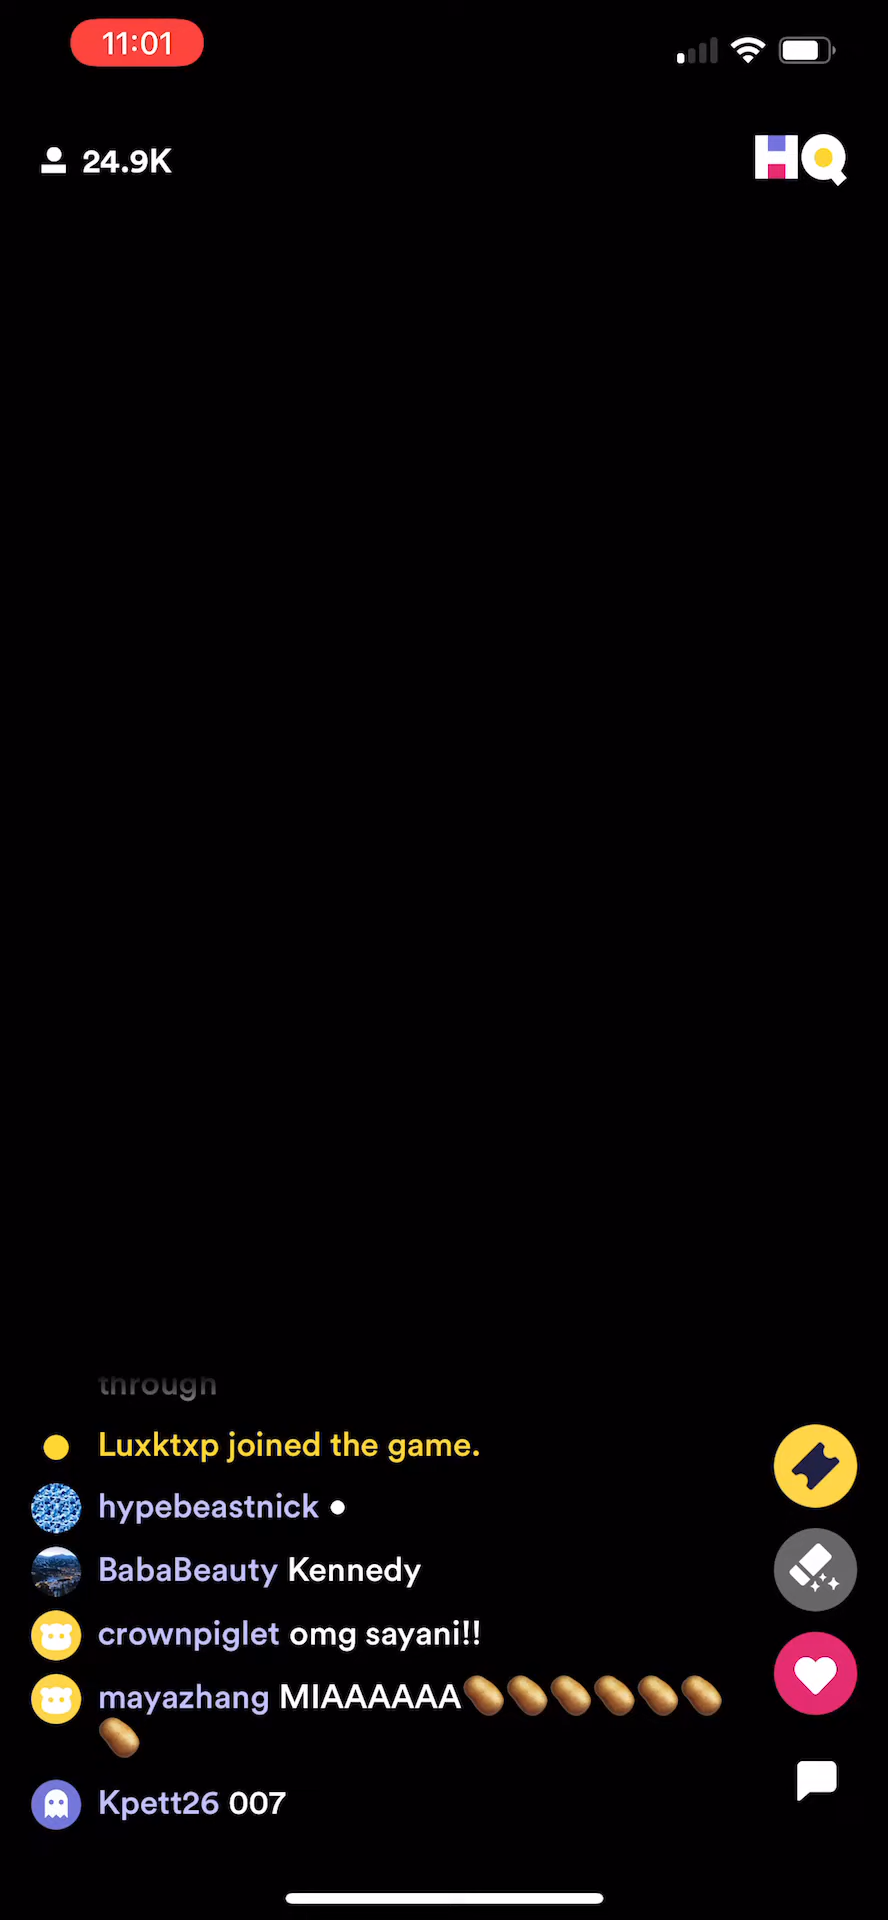 11:01
24.9K
HQ
through
Luxktxp joined the game.
hypebeastnick
BabaBeauty Kennedy
crownpiglet omg sayani!!
mayazhang MIAAAAAA🥔🥔🥔🥔🥔🥔
🥔
Kpett26 007